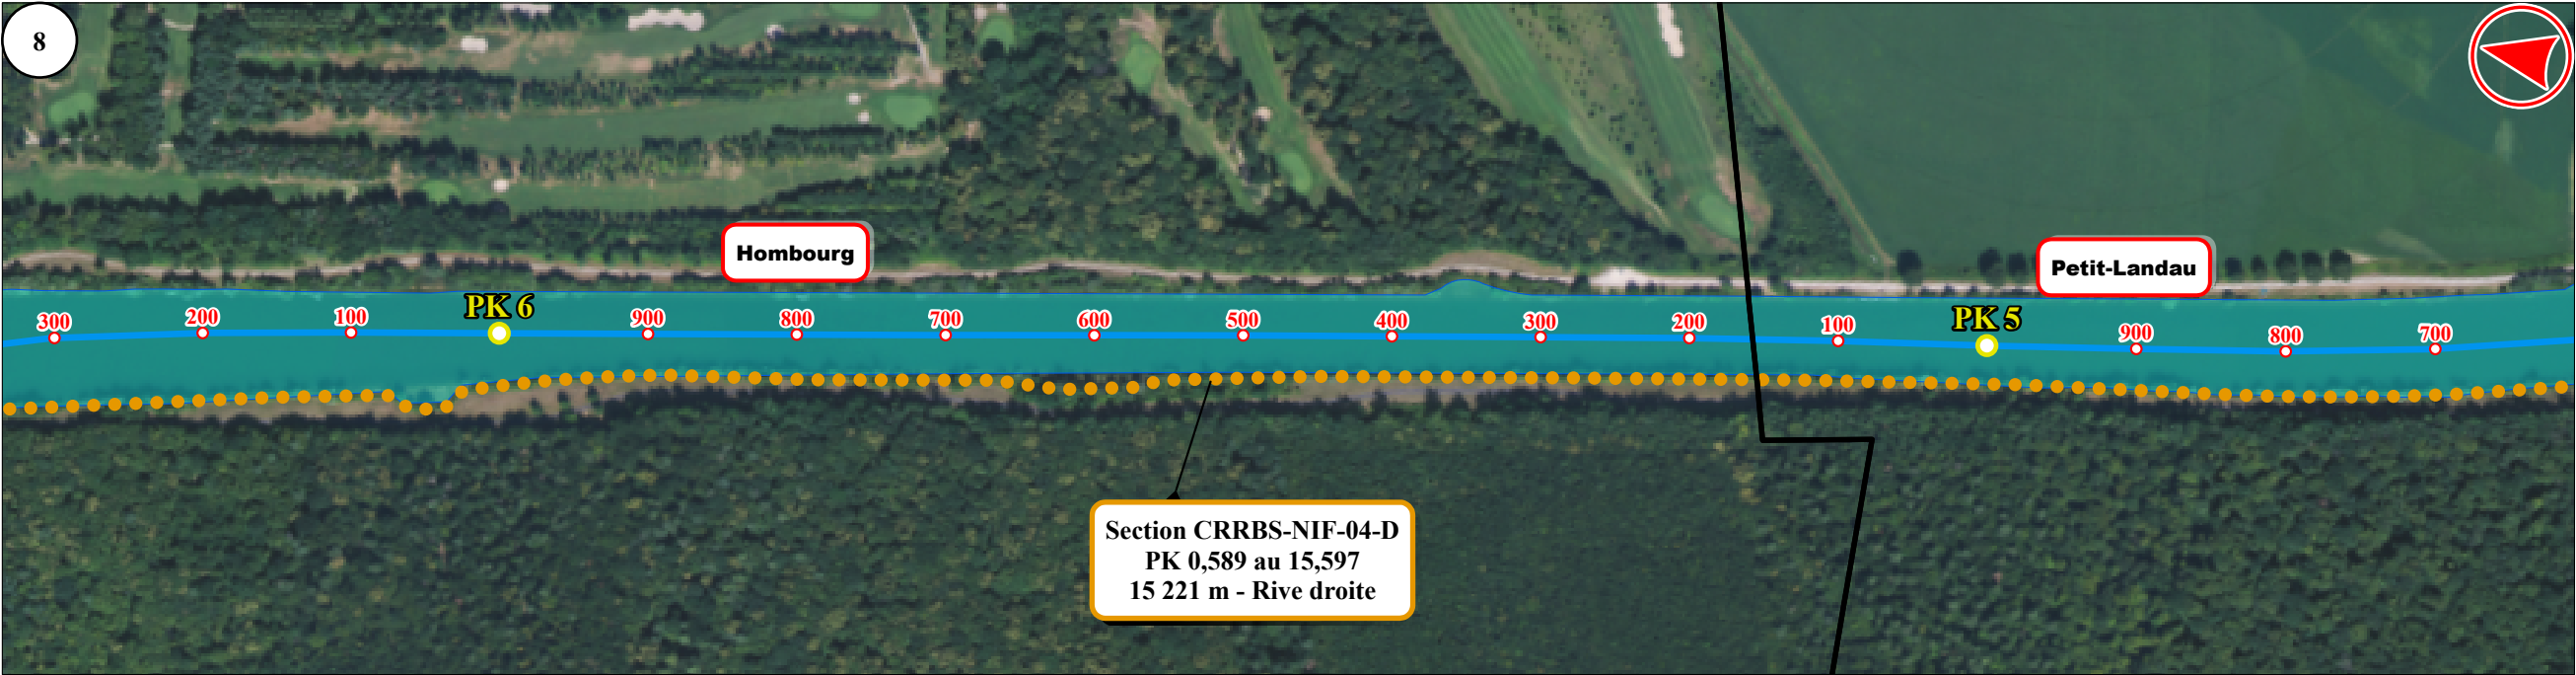 8
Hombourg
Petit-Landau
300
200
100
PK 6
900
800
700
600
500
400
300
200
100
PK 5
900
800
700
Section CRRBS-NIF-04-D
PK 0,589 au 15,597
15 221 m - Rive droite